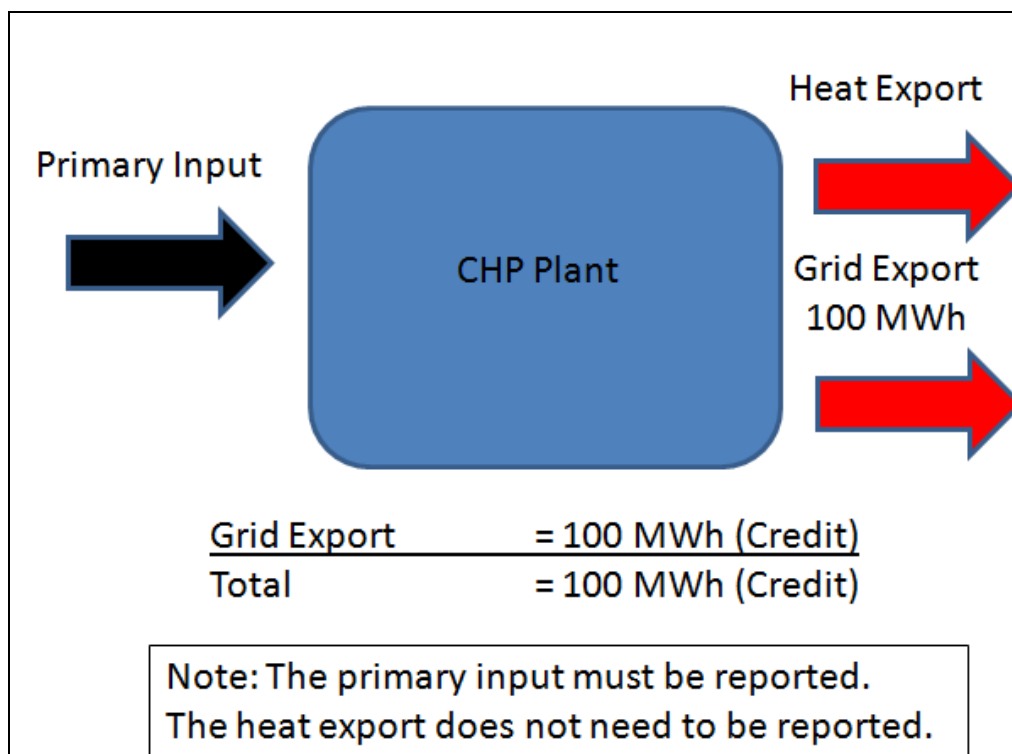 Heat Export
Primary Input
CHP Plant
Grid Export
100 MWh
Grid Export = 100 MWh (Credit)
Total = 100 MWh (Credit)
Note: The primary input must be reported.
The heat export does not need to be reported.